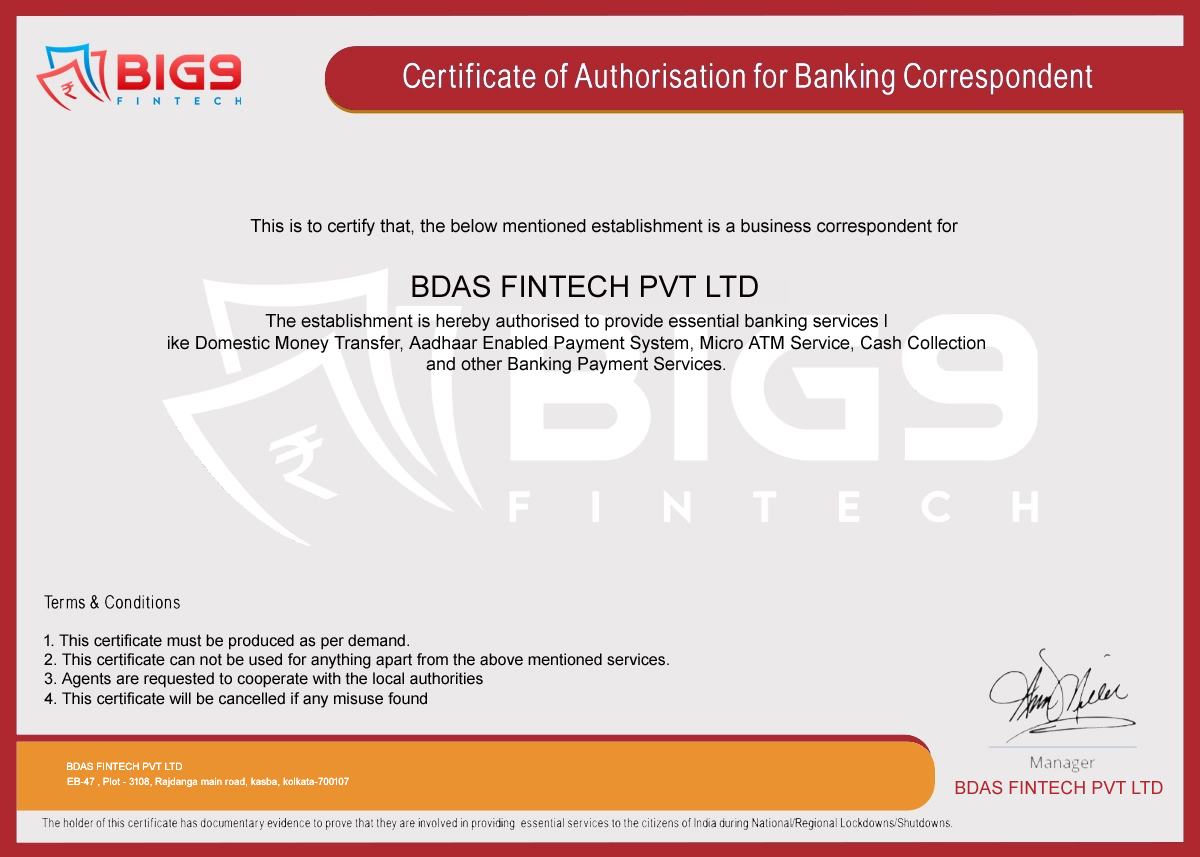 BIG9
FINTECH
Certificate of Authorisation for Banking Correspondent
This is to certify that, the below mentioned establishment is a business correspondent for
BDAS FINTECH PVT LTD
The establishment is hereby authorised to provide essential banking services l
ike Domestic Money Transfer, Aadhaar Enabled Payment System, Micro ATM Service, Cash Collection
and other Banking Payment Services.
BIG9
FINTECH
Terms & Conditions
1. This certificate must be produced as per demand.
2. This certificate can not be used for anything apart from the above mentioned services.
3. Agents are requested to cooperate with the local authorities
4. This certificate will be cancelled if any misuse found
Manager
BDAS FINTECH PVT LTD
BDAS FINTECH PVT LTD
EB-47 , Plot - 3108, Rajdanga main road, kasba, kolkata-700107
The holder of this certificate has documentary evidence to prove that they are involved in providing essential services to the citizens of India during National/Regional Lockdowns/Shutdowns.